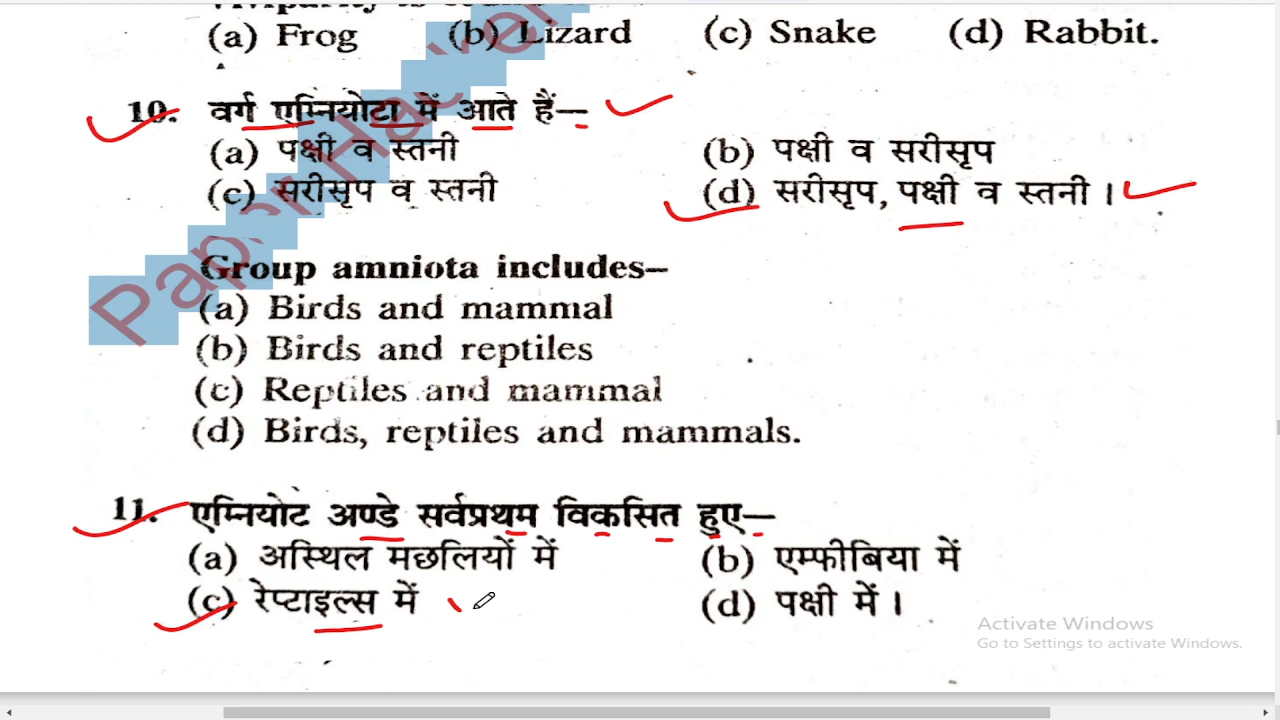 (a) Frog (b) Lizard (c) Snake (d) Rabbit.
10. वर्ग एम्नियोटा में आते हैं–
(a) पक्षी व स्तनी (b) पक्षी व सरीसृप
(c) सरीसृप व स्तनी (d) सरीसृप, पक्षी व स्तनी ।
Group amniota includes–
(a) Birds and mammal
(b) Birds and reptiles
(c) Reptiles and mammal
(d) Birds, reptiles and mammals.
11. एम्नियोट अण्डे सर्वप्रथम विकसित हुए–
(a) अस्थिल मछलियों में (b) एम्फीबिया में
(c) रेप्टाइल्स में (d) पक्षी में ।
Activate Windows
Go to Settings to activate Windows.